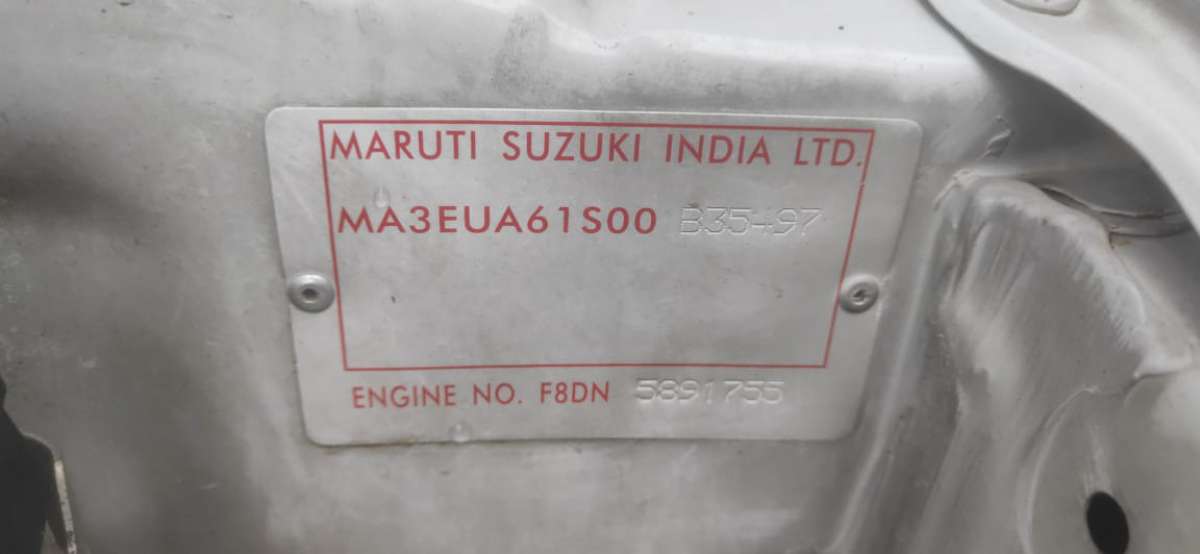 MARUTI SUZUKI INDIA LTD.
MA3EUA61S00 B35497
ENGINE NO. F8DN 5891755